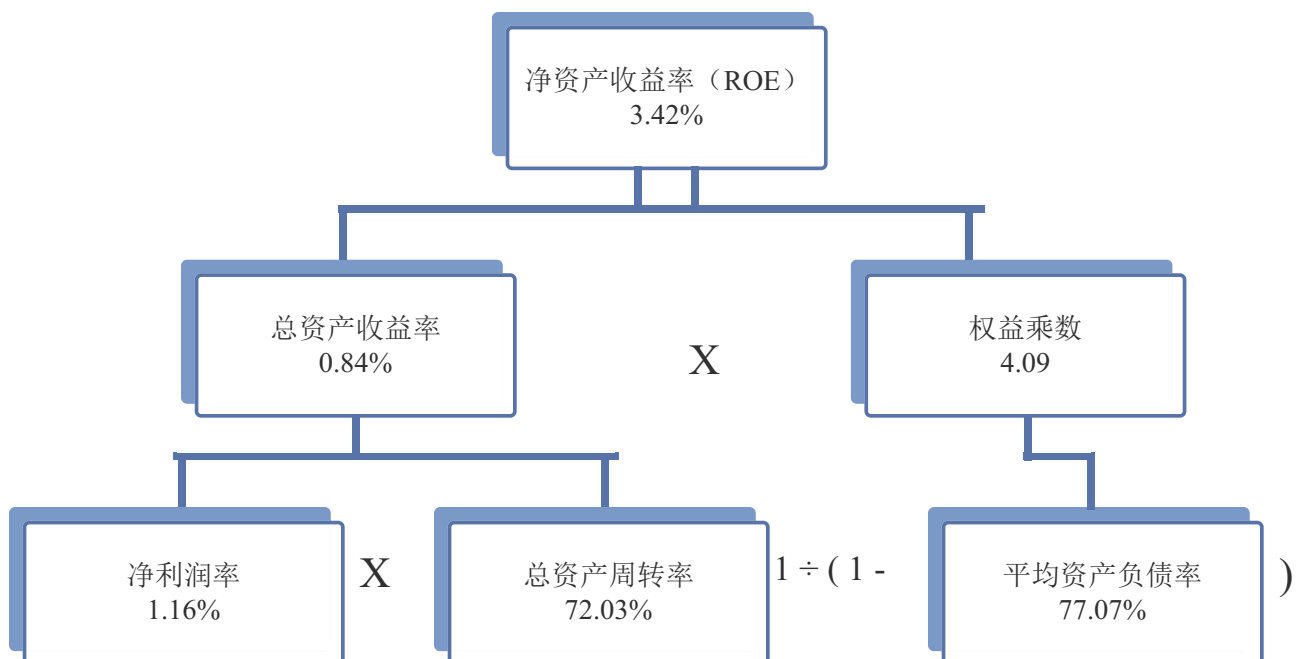 净资产收益率（ROE）
3.42%
总资产收益率
0.84%
X
权益乘数
4.09
净利润率
1.16%
X
总资产周转率
72.03%
1 ÷ ( 1 -
平均资产负债率
77.07%
)